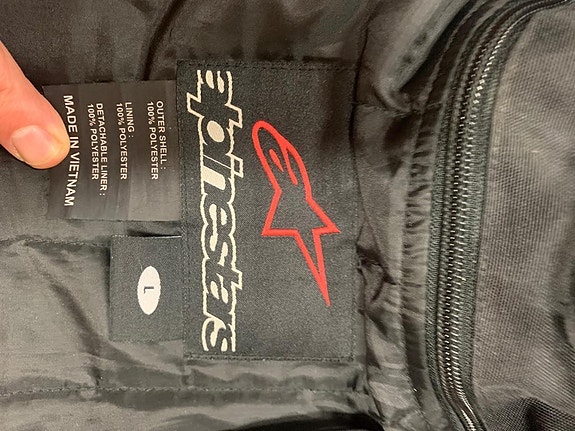 alpinestars
OUTER SHELL :
100% POLYESTER
LINING :
100% POLYESTER
DETACHABLE LINER :
100% POLYESTER
MADE IN VIETNAM
L